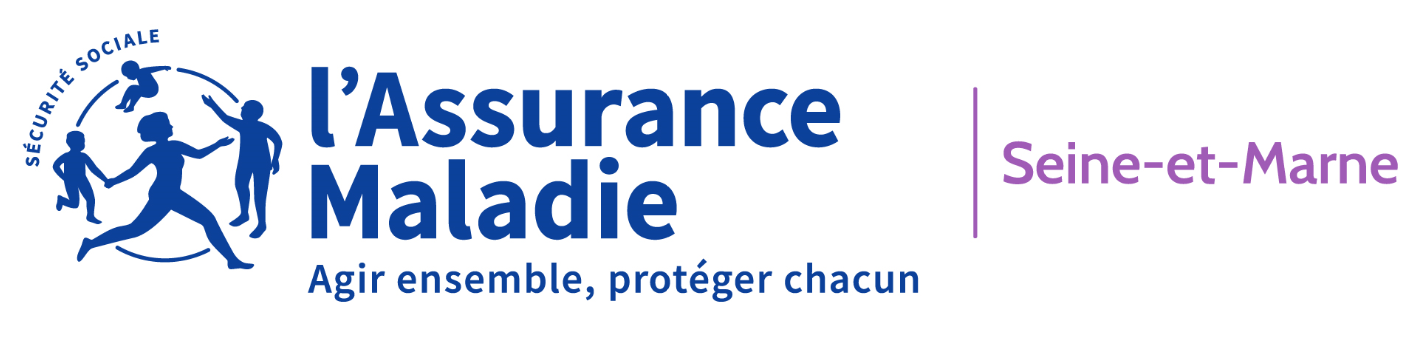 SÉCURITÉ SOCIALE
l'Assurance
Maladie
Agir ensemble, protéger chacun
Seine-et-Marne